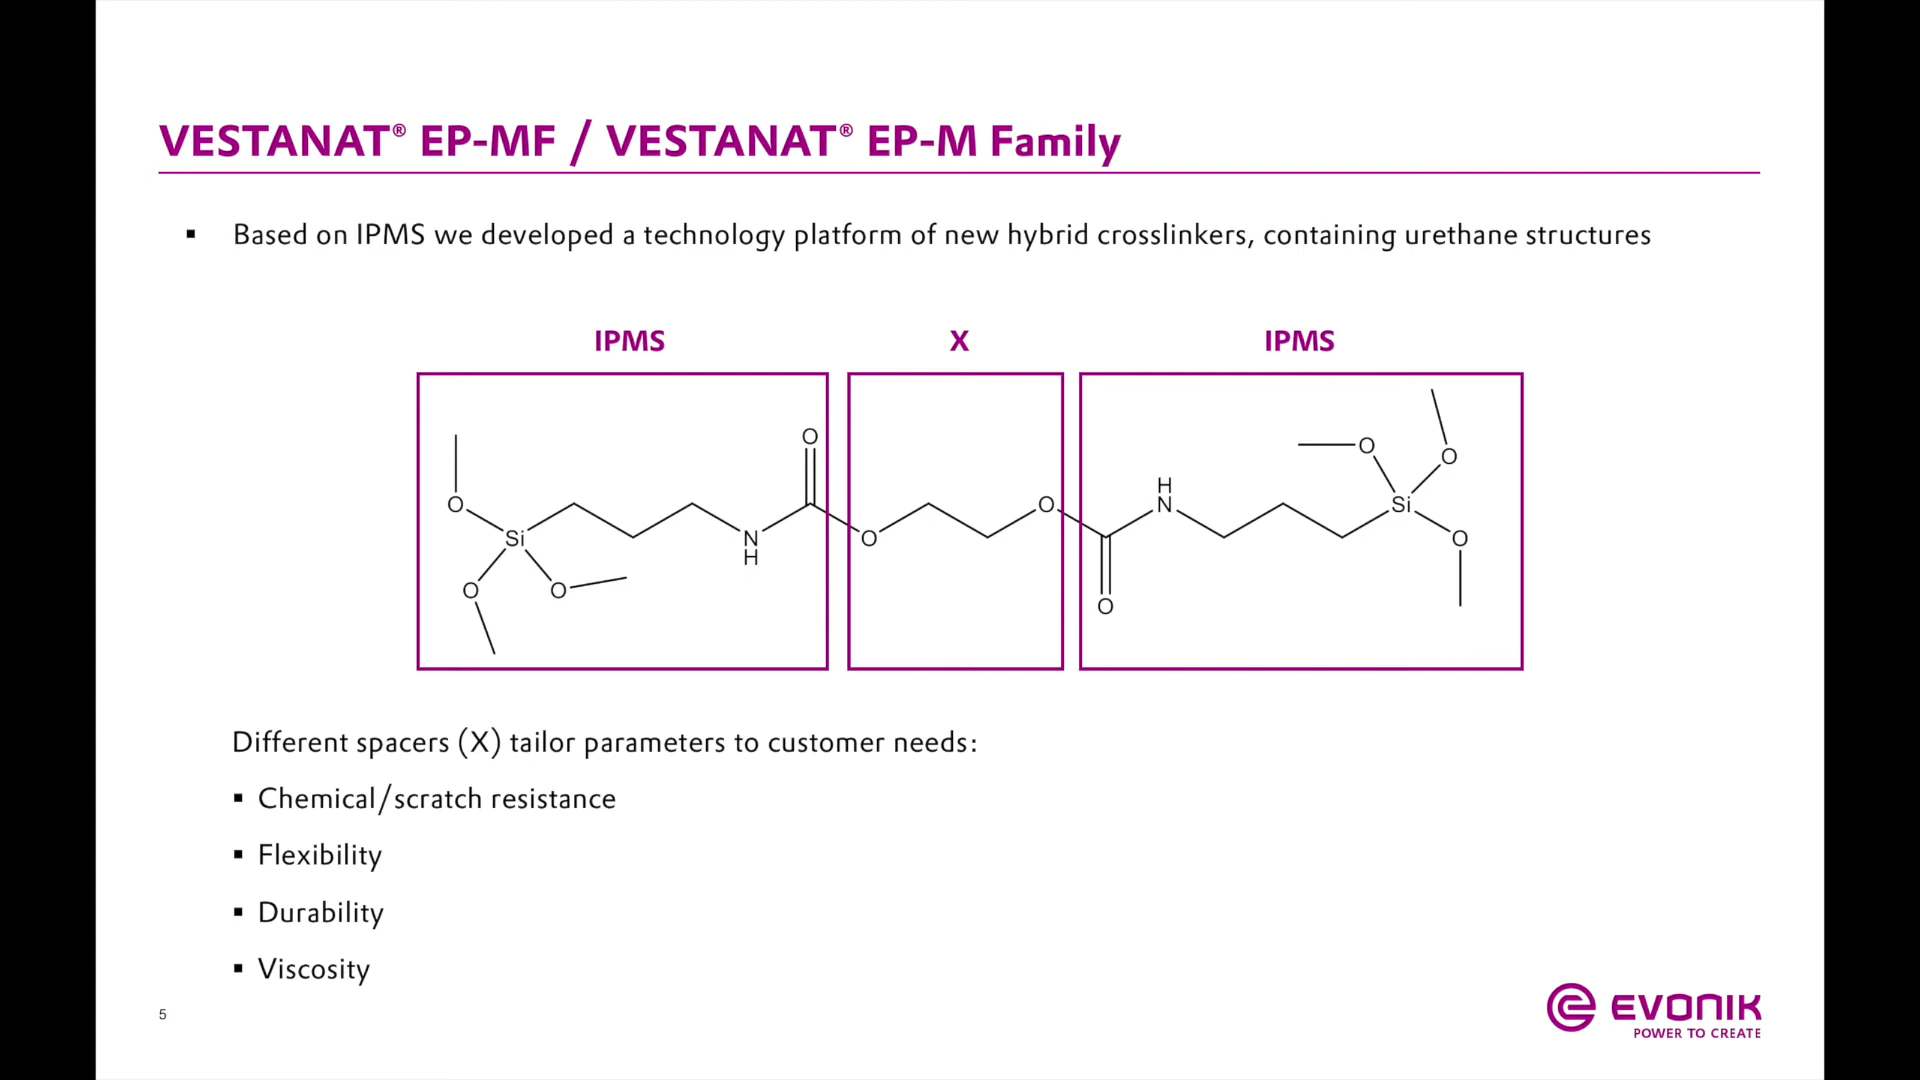 VESTANAT® EP-MF / VESTANAT® EP-M Family
▪ Based on IPMS we developed a technology platform of new hybrid crosslinkers, containing urethane structures
IPMS X IPMS
O O Si O O N H O O O H N O O Si O
Different spacers (X) tailor parameters to customer needs:
▪ Chemical/scratch resistance
▪ Flexibility
▪ Durability
▪ Viscosity
5
EVONIK
POWER TO CREATE